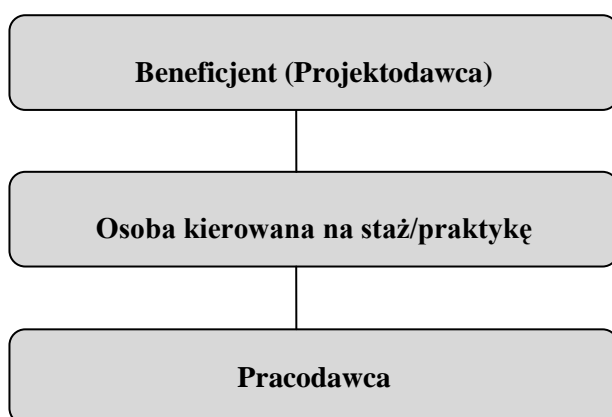 Beneficjent (Projektodawca)
Osoba kierowana na staż/praktykę
Pracodawca